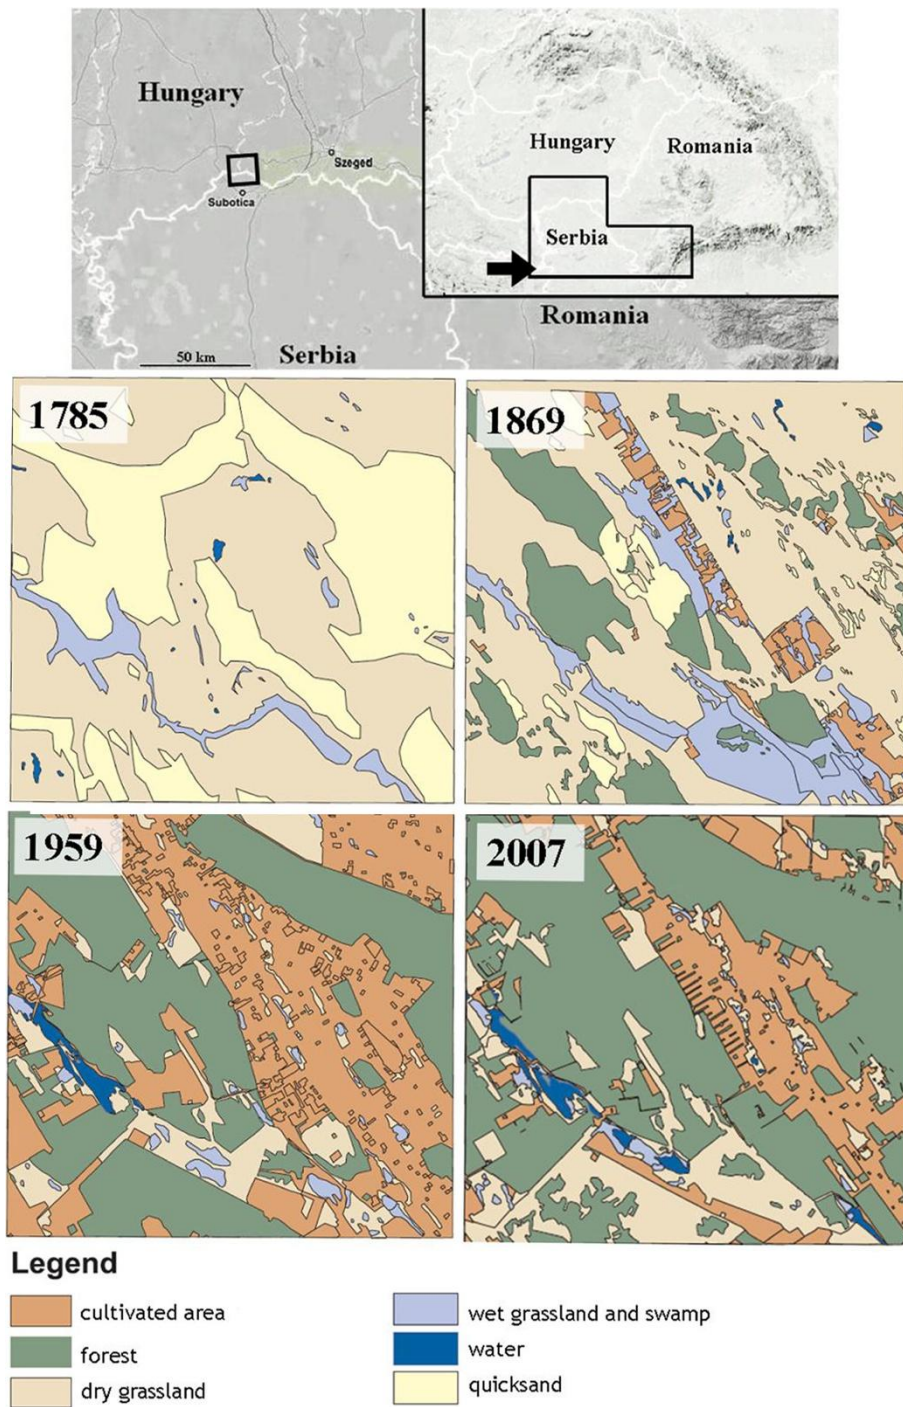 Hungary
Szeged
Subotica
50 km
Serbia
Hungary
Romania
Serbia
Romania
1785
1869
1959
2007
Legend
cultivated area
forest
dry grassland
wet grassland and swamp
water
quicksand